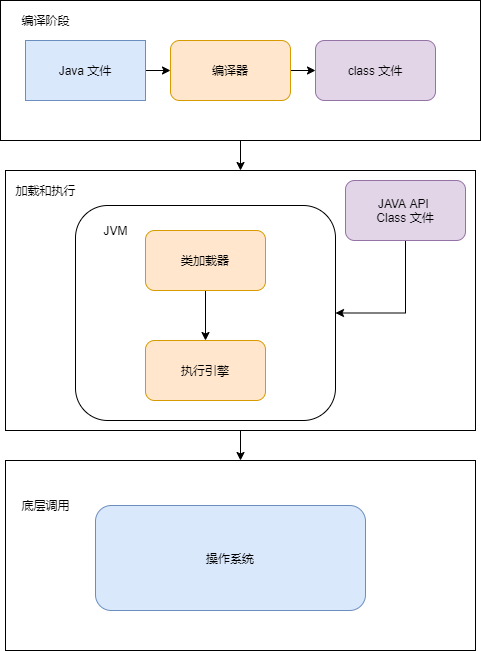 编译阶段
Java 文件
编译器
class 文件
加载和执行
JAVA API
Class 文件
JVM
类加载器
执行引擎
底层调用
操作系统